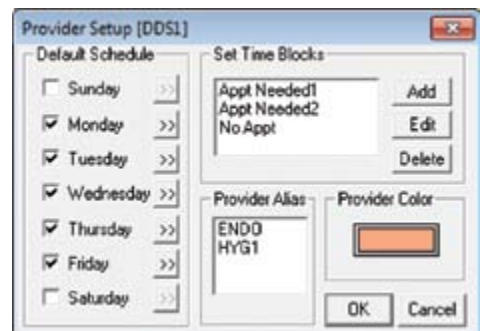 Provider Setup [DDS1]
Default Schedule
Sunday >>
Monday >>
Tuesday >>
Wednesday >>
Thursday >>
Friday >>
Saturday >>
Set Time Blocks
Appt Needed1
Appt Needed2
No Appt
Add
Edit
Delete
Provider Alias
ENDO
HYG1
Provider Color
OK
Cancel